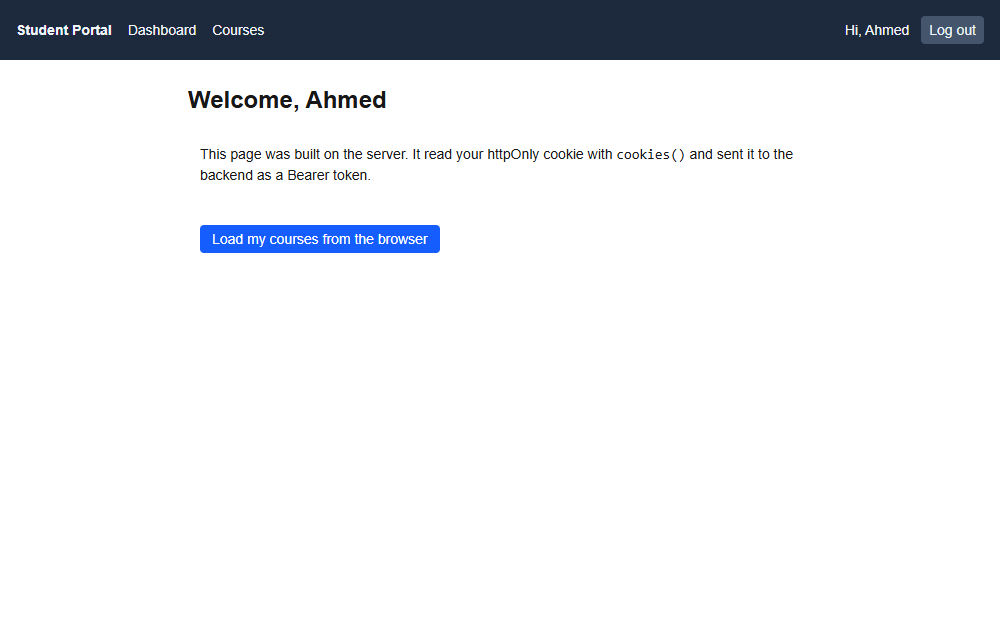 Student Portal Dashboard Courses Hi, Ahmed Log out
Welcome, Ahmed
This page was built on the server. It read your httpOnly cookie with cookies() and sent it to the
backend as a Bearer token.
Load my courses from the browser